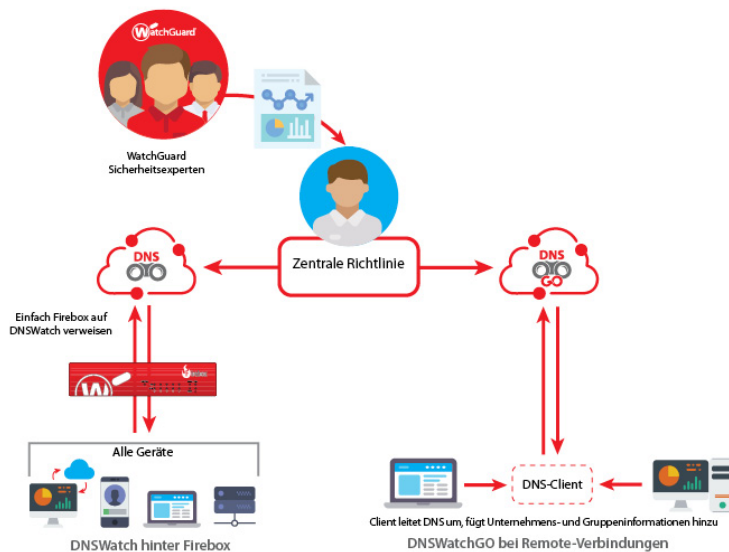 WatchGuard
WatchGuard
Sicherheitsexperten
Zentrale Richtlinie
DNS
DNS
GO
Einfach Firebox auf
DNSWatch verweisen
Alle Geräte
DNS-Client
Client leitet DNS um, fügt Unternehmens- und Gruppeninformationen hinzu
DNSWatch hinter Firebox
DNSWatchGO bei Remote-Verbindungen